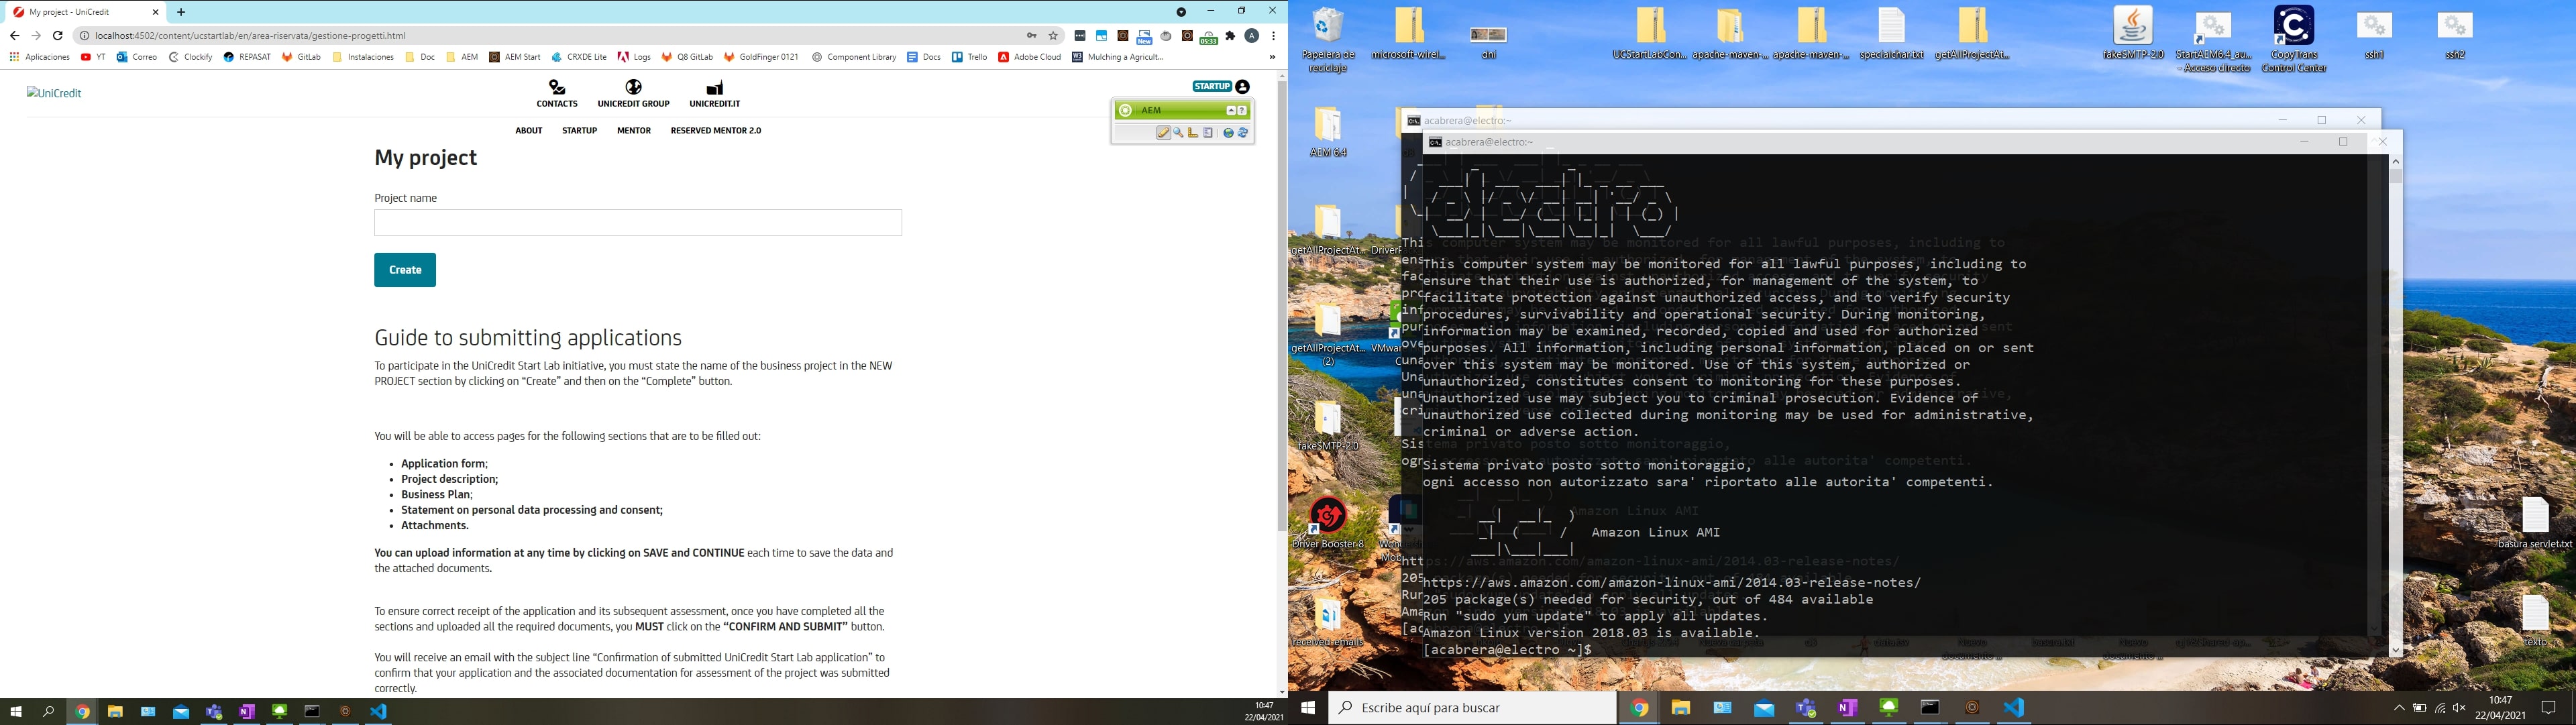 My project - UniCredit
localhost:4502/content/ucstartlab/en/area-riservata/gestione-progetti.html
Aplicaciones
YT
Correo
Clockify
REPASAT
GitLab
Instalaciones
Doc
AEM
AEM Start
CRXDE Lite
Logs
Q8 GitLab
GoldFinger 0121
Component Library
Docs
Trello
Adobe Cloud
Mulching a Agricult...
New
05:33
UniCredit
CONTACTS
UNICREDIT GROUP
UNICREDIT.IT
STARTUP
AEM
ABOUT
STARTUP
MENTOR
RESERVED MENTOR 2.0
My project
Project name
Create
Guide to submitting applications
To participate in the UniCredit Start Lab initiative, you must state the name of the business project in the NEW
PROJECT section by clicking on “Create” and then on the “Complete” button.
You will be able to access pages for the following sections that are to be filled out:
• Application form;
• Project description;
• Business Plan;
• Statement on personal data processing and consent;
• Attachments.
You can upload information at any time by clicking on SAVE and CONTINUE each time to save the data and
the attached documents.
To ensure correct receipt of the application and its subsequent assessment, once you have completed all the
sections and uploaded all the required documents, you MUST click on the “CONFIRM AND SUBMIT” button.
You will receive an email with the subject line “Confirmation of submitted UniCredit Start Lab application” to
confirm that your application and the associated documentation for assessment of the project was submitted
correctly.
10:47
22/04/2021
Papelera de
reciclaje
microsoft-wirel...
dni
UCStartLabCon...
apache-maven-...
apache-maven-...
specialchar.txt
getAllProjectAt...
fakeSMTP-2.0
StartAEM6.4_au...
- Acceso directo
CopyTrans
Control Center
ssh1
ssh2
AEM 6.4
getAllProjectAt...
getAllProjectAt...
(2)
fakeSMTP-2.0
Driver Booster 8
received-emails
basura servlet.txt
texto
acabrera@electro:~
acabrera@electro:~
This computer system may be monitored for all lawful purposes, including to
ensure that their use is authorized, for management of the system, to
facilitate protection against unauthorized access, and to verify security
procedures, survivability and operational security. During monitoring,
information may be examined, recorded, copied and used for authorized
purposes. All information, including personal information, placed on or sent
over this system may be monitored. Use of this system, authorized or
unauthorized, constitutes consent to monitoring for these purposes.
Unauthorized use may subject you to criminal prosecution. Evidence of
unauthorized use collected during monitoring may be used for administrative,
criminal or adverse action.
Sistema privato posto sotto monitoraggio,
ogni accesso non autorizzato sara' riportato alle autorita' competenti.
Amazon Linux AMI
https://aws.amazon.com/amazon-linux-ami/2014.03-release-notes/
205 package(s) needed for security, out of 484 available
Run "sudo yum update" to apply all updates.
Amazon Linux version 2018.03 is available.
[acabrera@electro ~]$
Escribe aquí para buscar
10:47
22/04/2021